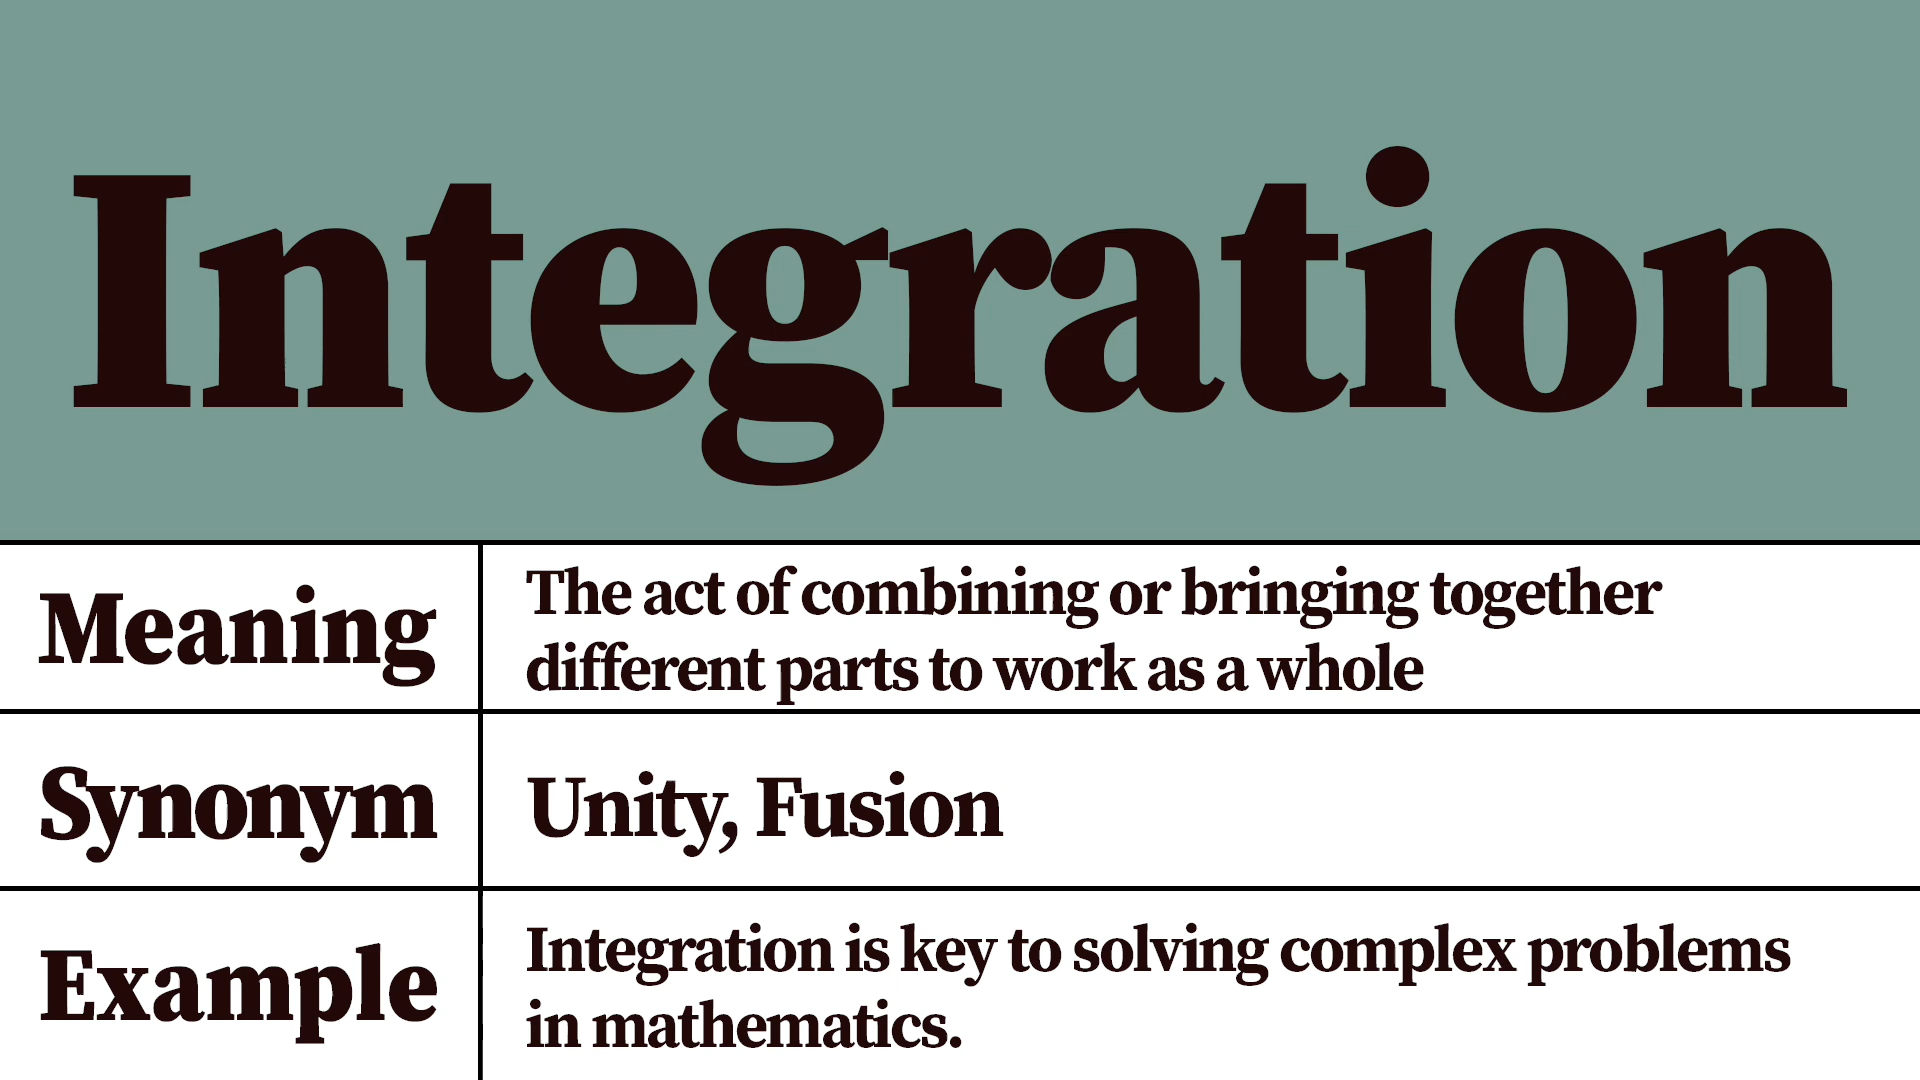 Integration
Meaning
The act of combining or bringing together
different parts to work as a whole
Synonym
Unity, Fusion
Example
Integration is key to solving complex problems
in mathematics.